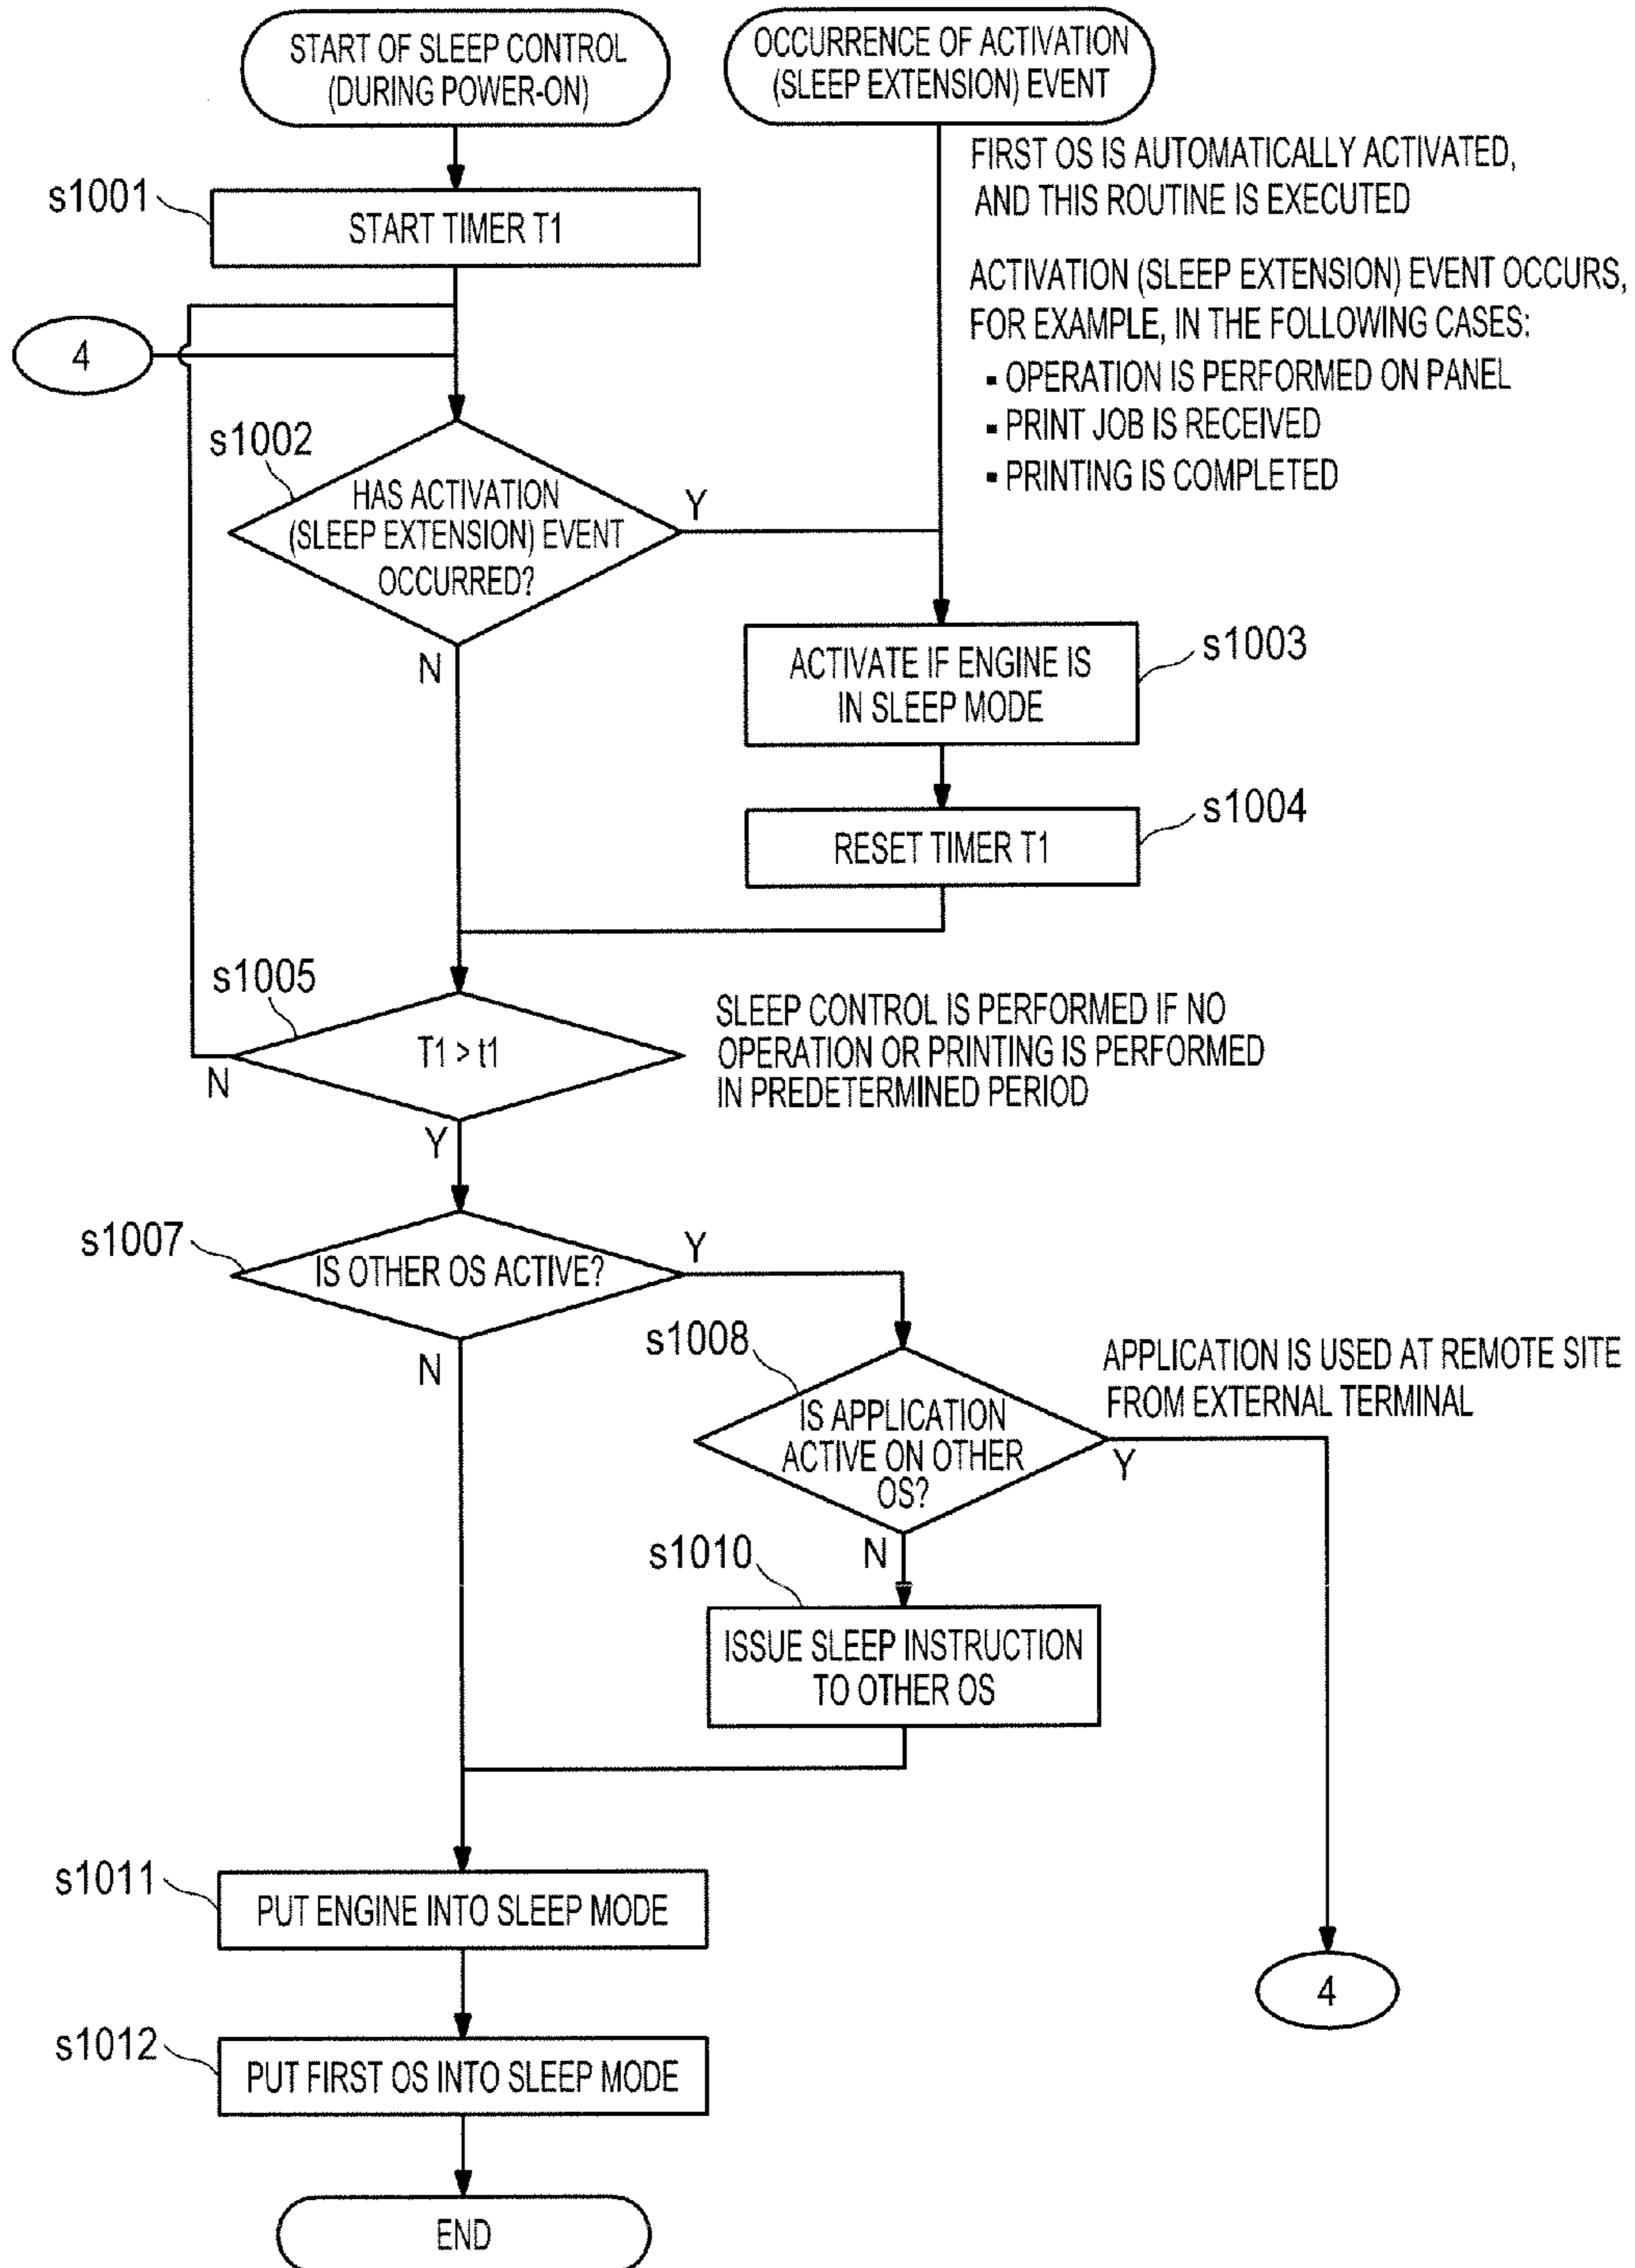 START OF SLEEP CONTROL
(DURING POWER-ON)
OCCURRENCE OF ACTIVATION
(SLEEP EXTENSION) EVENT
FIRST OS IS AUTOMATICALLY ACTIVATED,
AND THIS ROUTINE IS EXECUTED
s1001
START TIMER T1
ACTIVATION (SLEEP EXTENSION) EVENT OCCURS,
FOR EXAMPLE, IN THE FOLLOWING CASES:
▪ OPERATION IS PERFORMED ON PANEL
▪ PRINT JOB IS RECEIVED
▪ PRINTING IS COMPLETED
4
s1002
HAS ACTIVATION
(SLEEP EXTENSION) EVENT
OCCURRED?
Y
N
s1003
ACTIVATE IF ENGINE IS
IN SLEEP MODE
s1004
RESET TIMER T1
s1005
T1 > t1
N
Y
SLEEP CONTROL IS PERFORMED IF NO
OPERATION OR PRINTING IS PERFORMED
IN PREDETERMINED PERIOD
s1007
IS OTHER OS ACTIVE?
Y
N
s1008
IS APPLICATION
ACTIVE ON OTHER
OS?
Y
N
APPLICATION IS USED AT REMOTE SITE
FROM EXTERNAL TERMINAL
s1010
ISSUE SLEEP INSTRUCTION
TO OTHER OS
s1011
PUT ENGINE INTO SLEEP MODE
4
s1012
PUT FIRST OS INTO SLEEP MODE
END